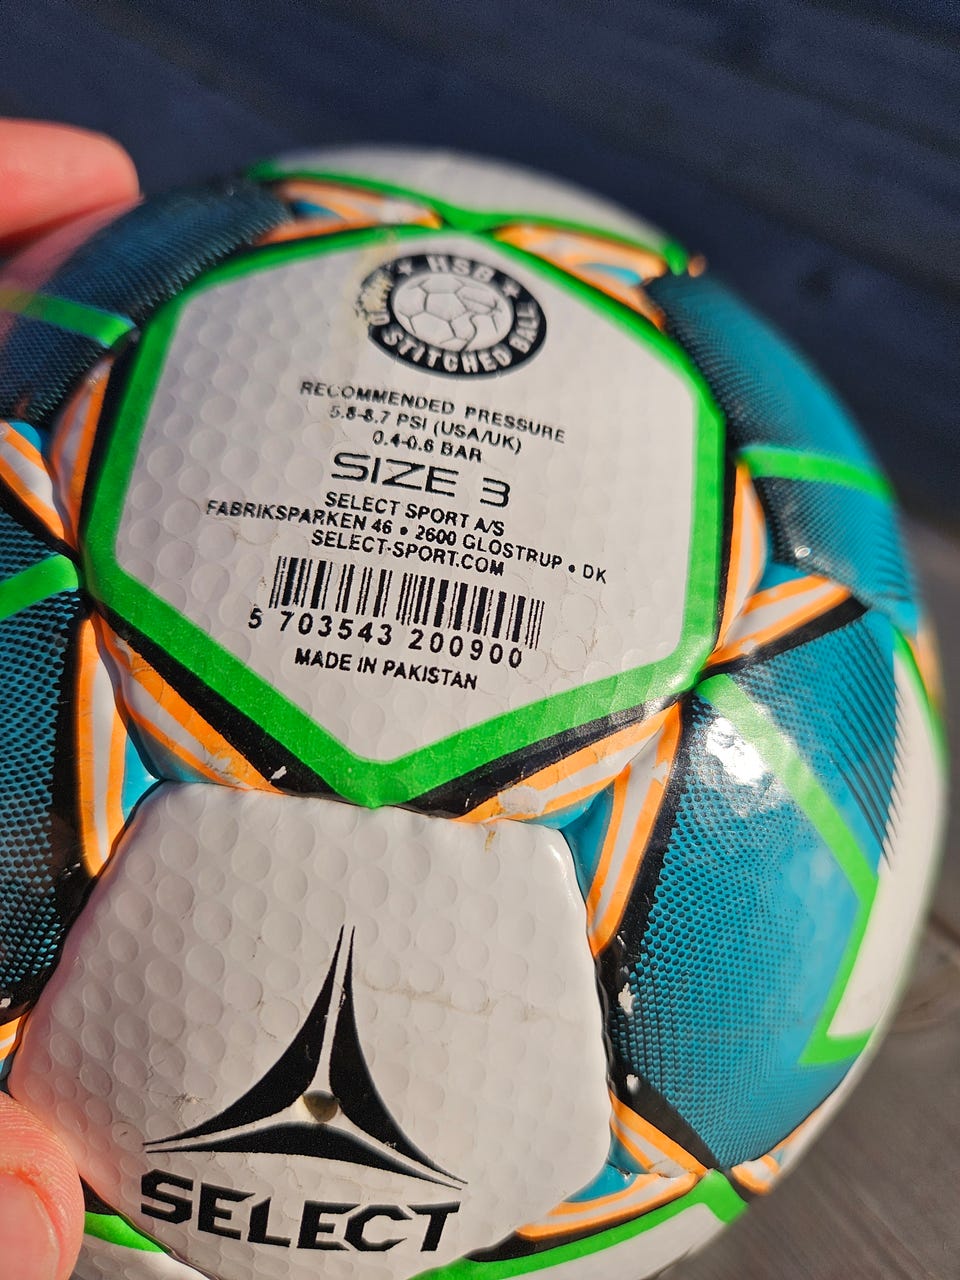 HSB
STITCHED BALL
RECOMMENDED PRESSURE
5.8-8.7 PSI (USA/UK)
0.4-0.6 BAR
SIZE 3
SELECT SPORT A/S
FABRIKSPARKEN 46 • 2600 GLOSTRUP • DK
SELECT-SPORT.COM
5 703543 200900
MADE IN PAKISTAN
SELECT